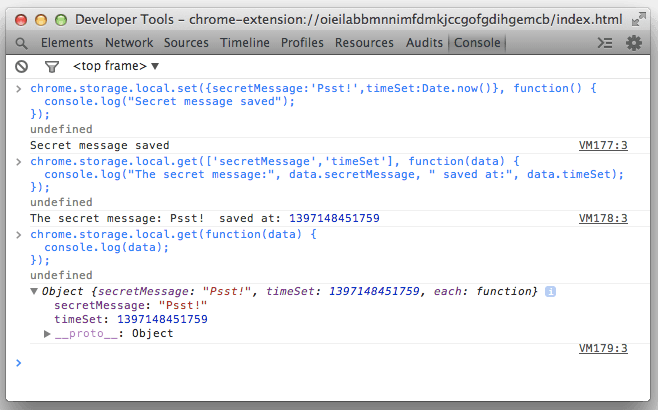 Developer Tools – chrome-extension://oieilabbmnnimfdmkjccgofgdihgemcb/index.html
Elements Network Sources Timeline Profiles Resources Audits Console
<top frame> ▼
> chrome.storage.local.set({secretMessage:'Psst!',timeSet:Date.now()}, function() {
console.log("Secret message saved");
});
undefined
Secret message saved VM177:3
> chrome.storage.local.get(['secretMessage','timeSet'], function(data) {
console.log("The secret message:", data.secretMessage, " saved at:", data.timeSet);
});
undefined
The secret message: Psst!  saved at: 1397148451759 VM178:3
> chrome.storage.local.get(function(data) {
console.log(data);
});
undefined
▼ Object {secretMessage: "Psst!", timeSet: 1397148451759, each: function} i
secretMessage: "Psst!"
timeSet: 1397148451759
▶ __proto__: Object
VM179:3
>